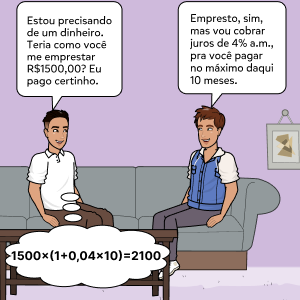 Estou precisando
de um dinheiro.
Teria como você
me emprestar
R$1500,00? Eu
pago certinho.
Empresto, sim,
mas vou cobrar
juros de 4% a.m.,
pra você pagar
no máximo daqui
10 meses.
1500×(1+0,04×10)=2100